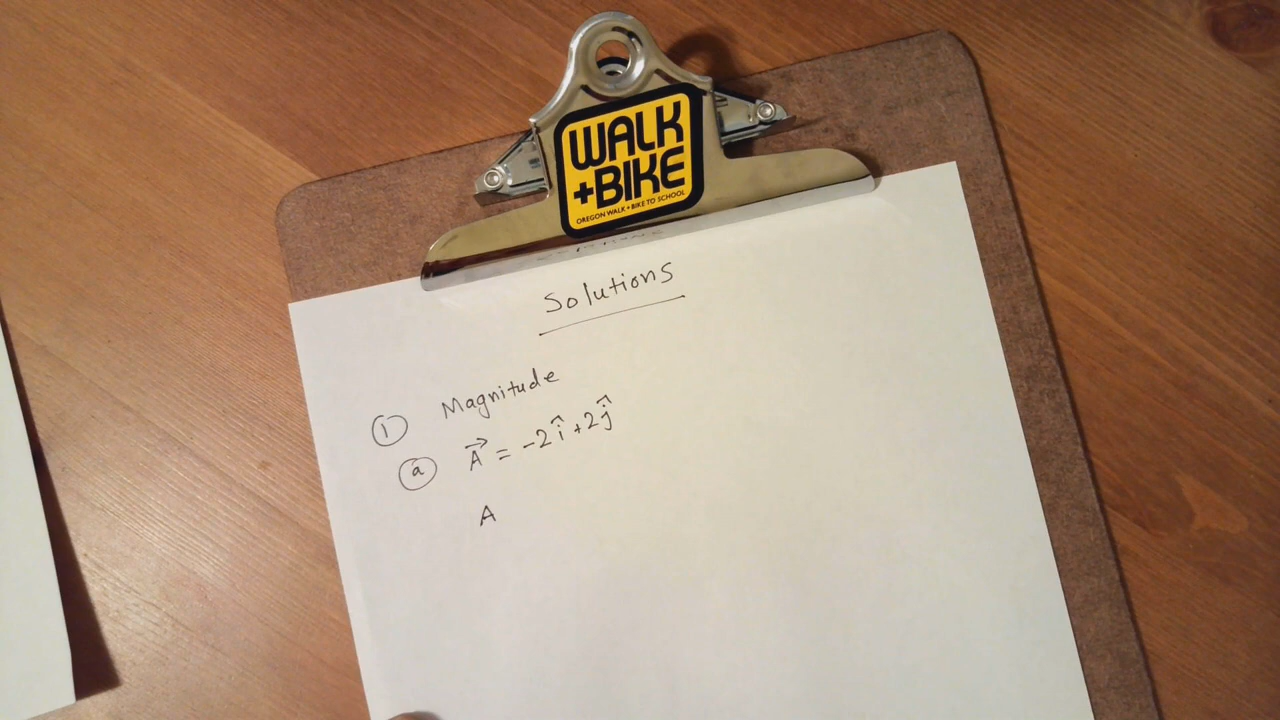 WALK
+BIKE
OREGON WALK + BIKE TO SCHOOL
Solutions
① Magnitude
ⓐ A⃗ = -2î + 2ĵ
A